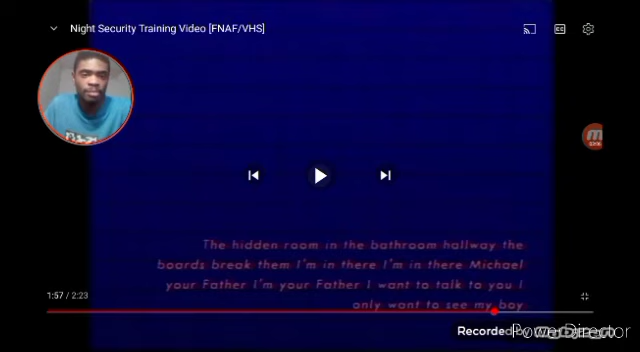 Night Security Training Video [FNAF/VHS]
The hidden room in the bathroom hallway the
boards break them I'm in there I'm in there Michael
your Father I'm your Father I want to talk to you I
only want to see my boy
1:57 / 2:23
Recorded by
PowerDirector